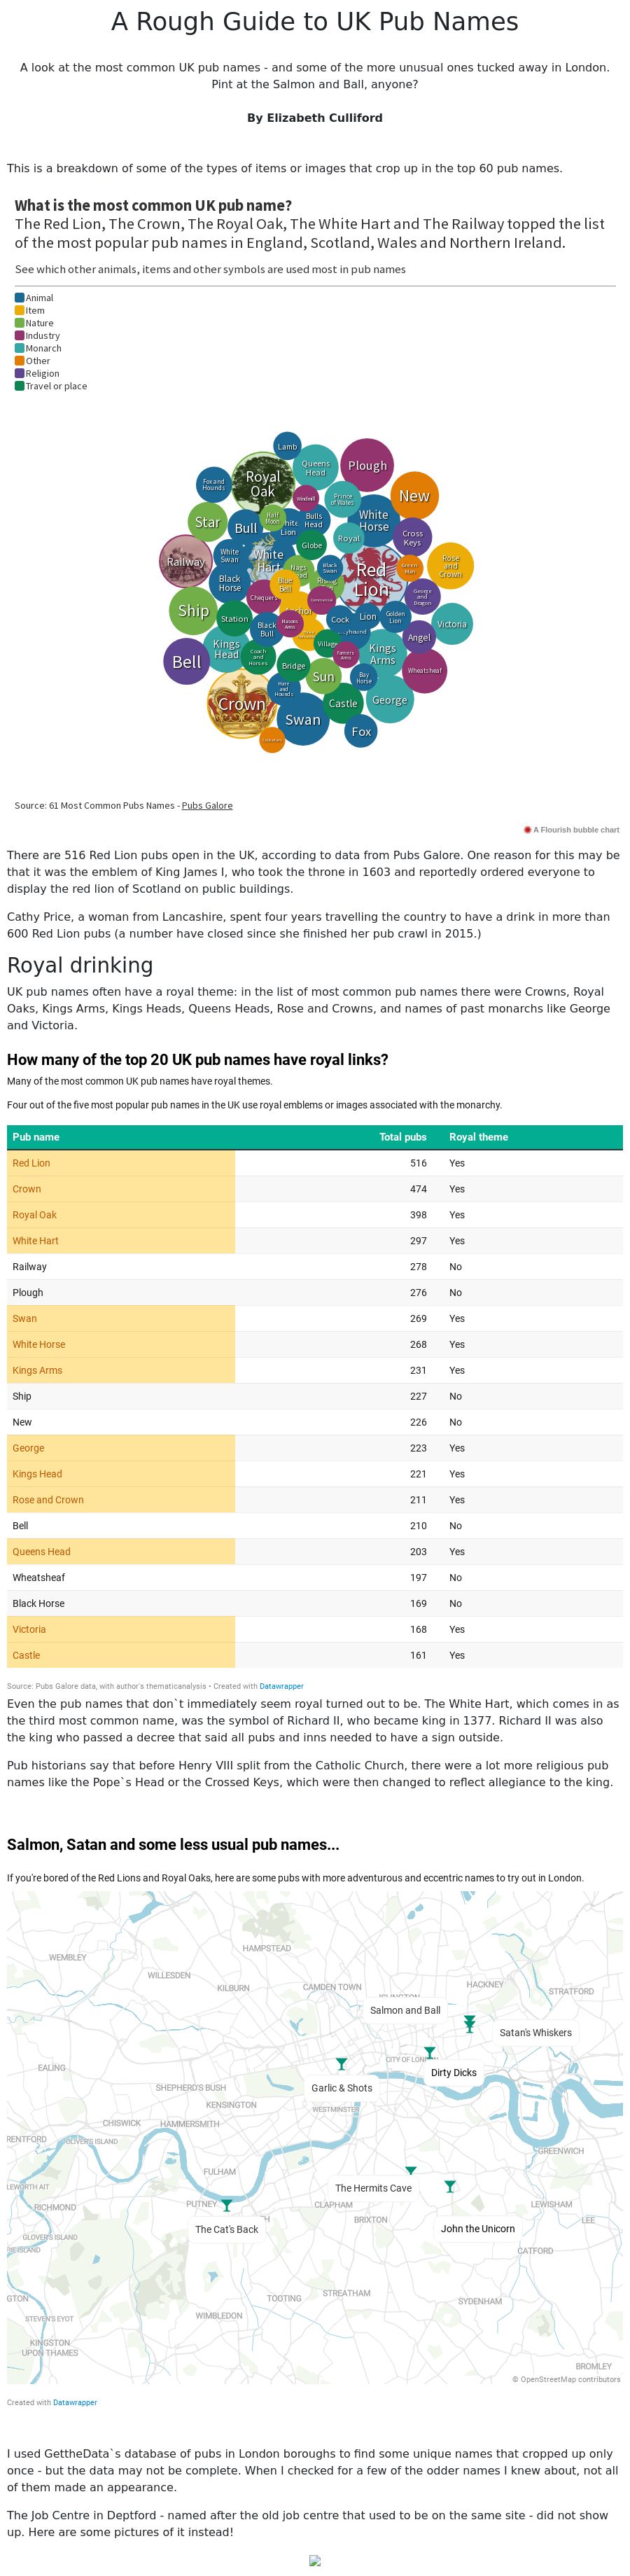 A Rough Guide to UK Pub Names
A look at the most common UK pub names - and some of the more unusual ones tucked away in London.
Pint at the Salmon and Ball, anyone?
By Elizabeth Culliford
This is a breakdown of some of the types of items or images that crop up in the top 60 pub names.
What is the most common UK pub name?
The Red Lion, The Crown, The Royal Oak, The White Hart and The Railway topped the list
of the most popular pub names in England, Scotland, Wales and Northern Ireland.
See which other animals, items and other symbols are used most in pub names
Animal
Item
Nature
Industry
Monarch
Other
Religion
Travel or place
Lamb
Queens
Head
Plough
Fox and
Hounds
Royal
Oak
Windmill
Prince
of Wales
New
Star
Bull
Half
Moon
White
Lion
Bulls
Head
White
Horse
Royal
Cross
Keys
Railway
White
Swan
White
Hart
Globe
Nags
Head
Black
Swan
Red
Lion
Green
Man
Rose
and
Crown
Black
Horse
Blue
Bell
Chequers
Commercial
George
and
Dragon
Ship
Station
Black
Bull
Masons
Arms
Cock
Lion
Golden
Lion
Victoria
Angel
Kings
Head
Coach
and
Horses
Village
Farmers
Arms
Kings
Arms
Bell
Bridge
Sun
Bay
Horse
Wheatsheaf
Crown
Hare
and
Hounds
Swan
Castle
George
Fox
Source: 61 Most Common Pubs Names - Pubs Galore
A Flourish bubble chart
There are 516 Red Lion pubs open in the UK, according to data from Pubs Galore. One reason for this may be
that it was the emblem of King James I, who took the throne in 1603 and reportedly ordered everyone to
display the red lion of Scotland on public buildings.
Cathy Price, a woman from Lancashire, spent four years travelling the country to have a drink in more than
600 Red Lion pubs (a number have closed since she finished her pub crawl in 2015.)
Royal drinking
UK pub names often have a royal theme: in the list of most common pub names there were Crowns, Royal
Oaks, Kings Arms, Kings Heads, Queens Heads, Rose and Crowns, and names of past monarchs like George
and Victoria.
How many of the top 20 UK pub names have royal links?
Many of the most common UK pub names have royal themes.
Four out of the five most popular pub names in the UK use royal emblems or images associated with the monarchy.
Pub name Total pubs Royal theme
Red Lion 516 Yes
Crown 474 Yes
Royal Oak 398 Yes
White Hart 297 Yes
Railway 278 No
Plough 276 No
Swan 269 Yes
White Horse 268 Yes
Kings Arms 231 Yes
Ship 227 No
New 226 No
George 223 Yes
Kings Head 221 Yes
Rose and Crown 211 Yes
Bell 210 No
Queens Head 203 Yes
Wheatsheaf 197 No
Black Horse 169 No
Victoria 168 Yes
Castle 161 Yes
Source: Pubs Galore data, with author's thematicanalysis • Created with Datawrapper
Even the pub names that don`t immediately seem royal turned out to be. The White Hart, which comes in as
the third most common name, was the symbol of Richard II, who became king in 1377. Richard II was also
the king who passed a decree that said all pubs and inns needed to have a sign outside.
Pub historians say that before Henry VIII split from the Catholic Church, there were a lot more religious pub
names like the Pope`s Head or the Crossed Keys, which were then changed to reflect allegiance to the king.
Salmon, Satan and some less usual pub names...
If you're bored of the Red Lions and Royal Oaks, here are some pubs with more adventurous and eccentric names to try out in London.
HAMPSTEAD
WEMBLEY
WILLESDEN
KILBURN
CAMDEN TOWN
HACKNEY
STRATFORD
ISLINGTON
Salmon and Ball
Satan's Whiskers
CITY OF LONDON
EALING
Dirty Dicks
SHEPHERD'S BUSH
Garlic & Shots
KENSINGTON
WESTMINSTER
CHISWICK
HAMMERSMITH
RENTFORD
OLIVER'S ISLAND
GREENWICH
FULHAM
LEWORTH AIT
The Hermits Cave
RICHMOND
PUTNEY
CLAPHAM
LEWISHAM
BRIXTON
LEE
The Cat's Back
John the Unicorn
GLOVER'S ISLAND
PIE ISLAND
CATFORD
GTON
TOOTING
STREATHAM
SYDENHAM
STEVEN'S EYOT
WIMBLEDON
KINGSTON
UPON THAMES
BROMLEY
© OpenStreetMap contributors
Created with Datawrapper
I used GettheData`s database of pubs in London boroughs to find some unique names that cropped up only
once - but the data may not be complete. When I checked for a few of the odder names I knew about, not all
of them made an appearance.
The Job Centre in Deptford - named after the old job centre that used to be on the same site - did not show
up. Here are some pictures of it instead!